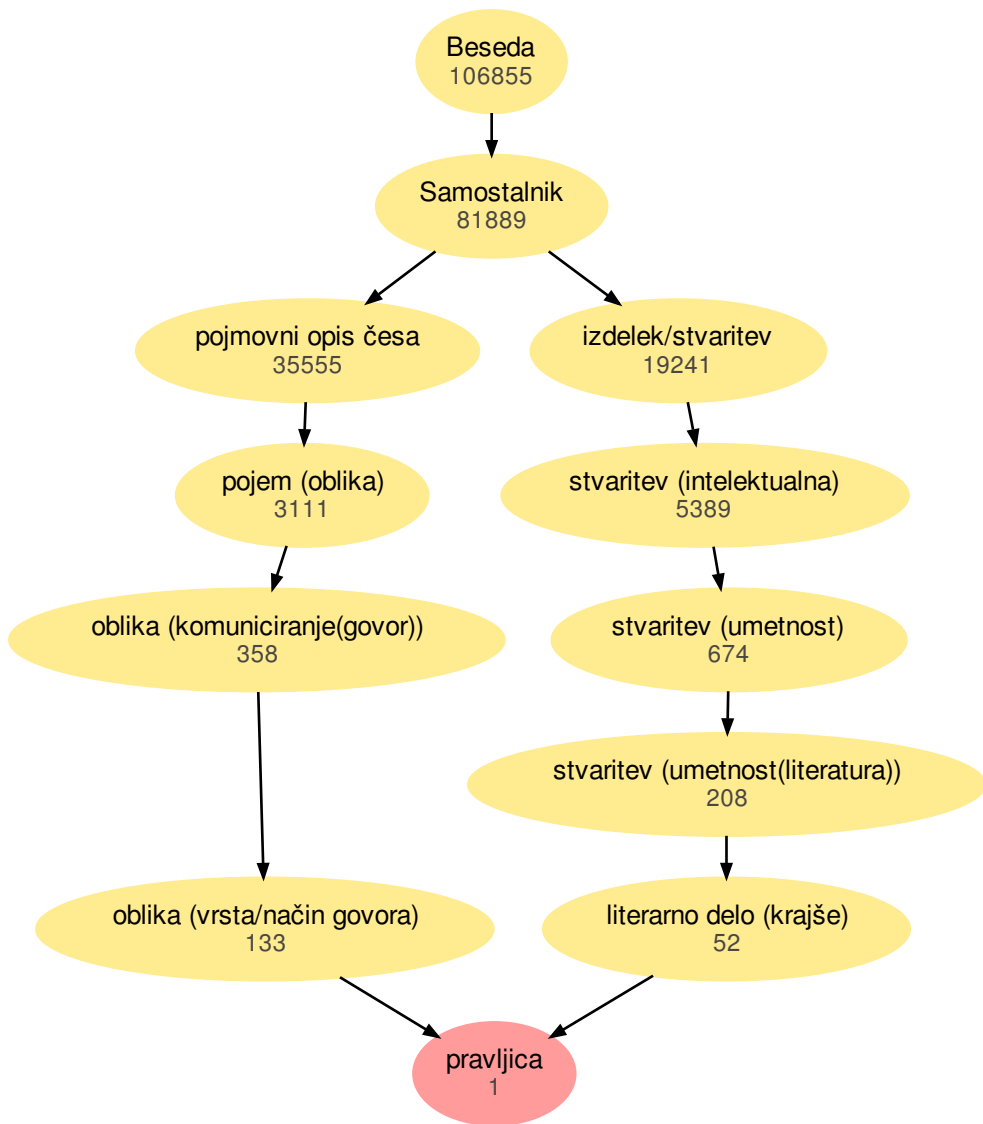 Beseda
106855
Samostalnik
81889
pojmovni opis česa
35555
izdelek/stvaritev
19241
pojem (oblika)
3111
stvaritev (intelektualna)
5389
oblika (komuniciranje(govor))
358
stvaritev (umetnost)
674
stvaritev (umetnost(literatura))
208
oblika (vrsta/način govora)
133
literarno delo (krajše)
52
pravljica
1